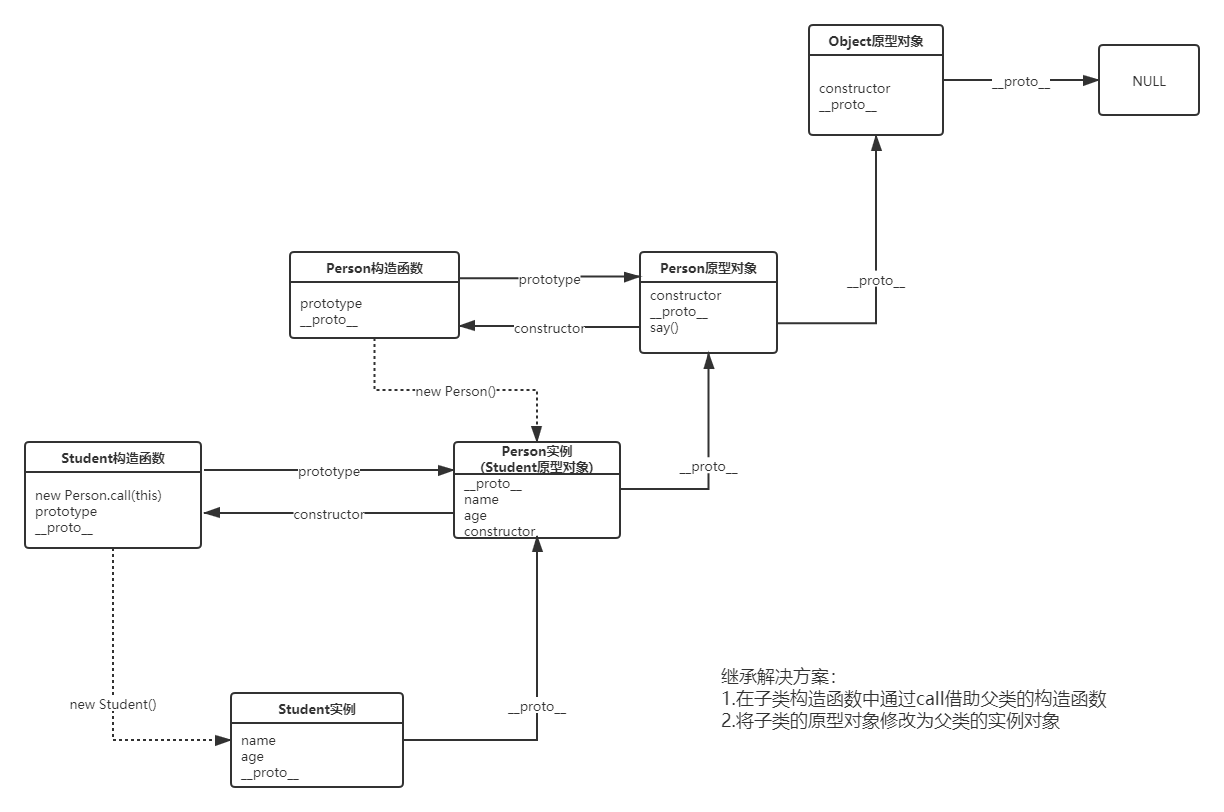 Object原型对象
constructor
__proto__
__proto__
NULL
Person构造函数
prototype
__proto__
prototype
constructor
Person原型对象
constructor
__proto__
say()
__proto__
new Person()
Student构造函数
new Person.call(this)
prototype
__proto__
prototype
constructor
Person实例
(Student原型对象)
__proto__
name
age
constructor
__proto__
new Student()
Student实例
name
age
__proto__
__proto__
继承解决方案：
1.在子类构造函数中通过call借助父类的构造函数
2.将子类的原型对象修改为父类的实例对象